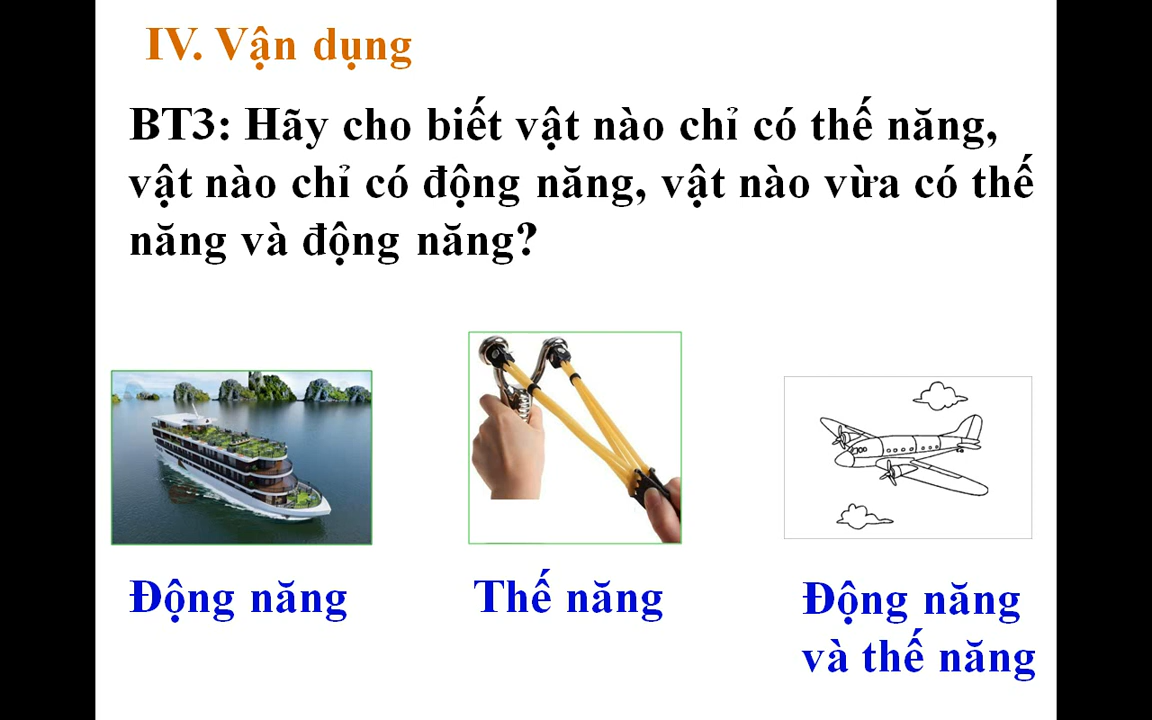 IV. Vận dụng
BT3: Hãy cho biết vật nào chỉ có thế năng,
vật nào chỉ có động năng, vật nào vừa có thế
năng và động năng?
Động năng
Thế năng
Động năng
và thế năng